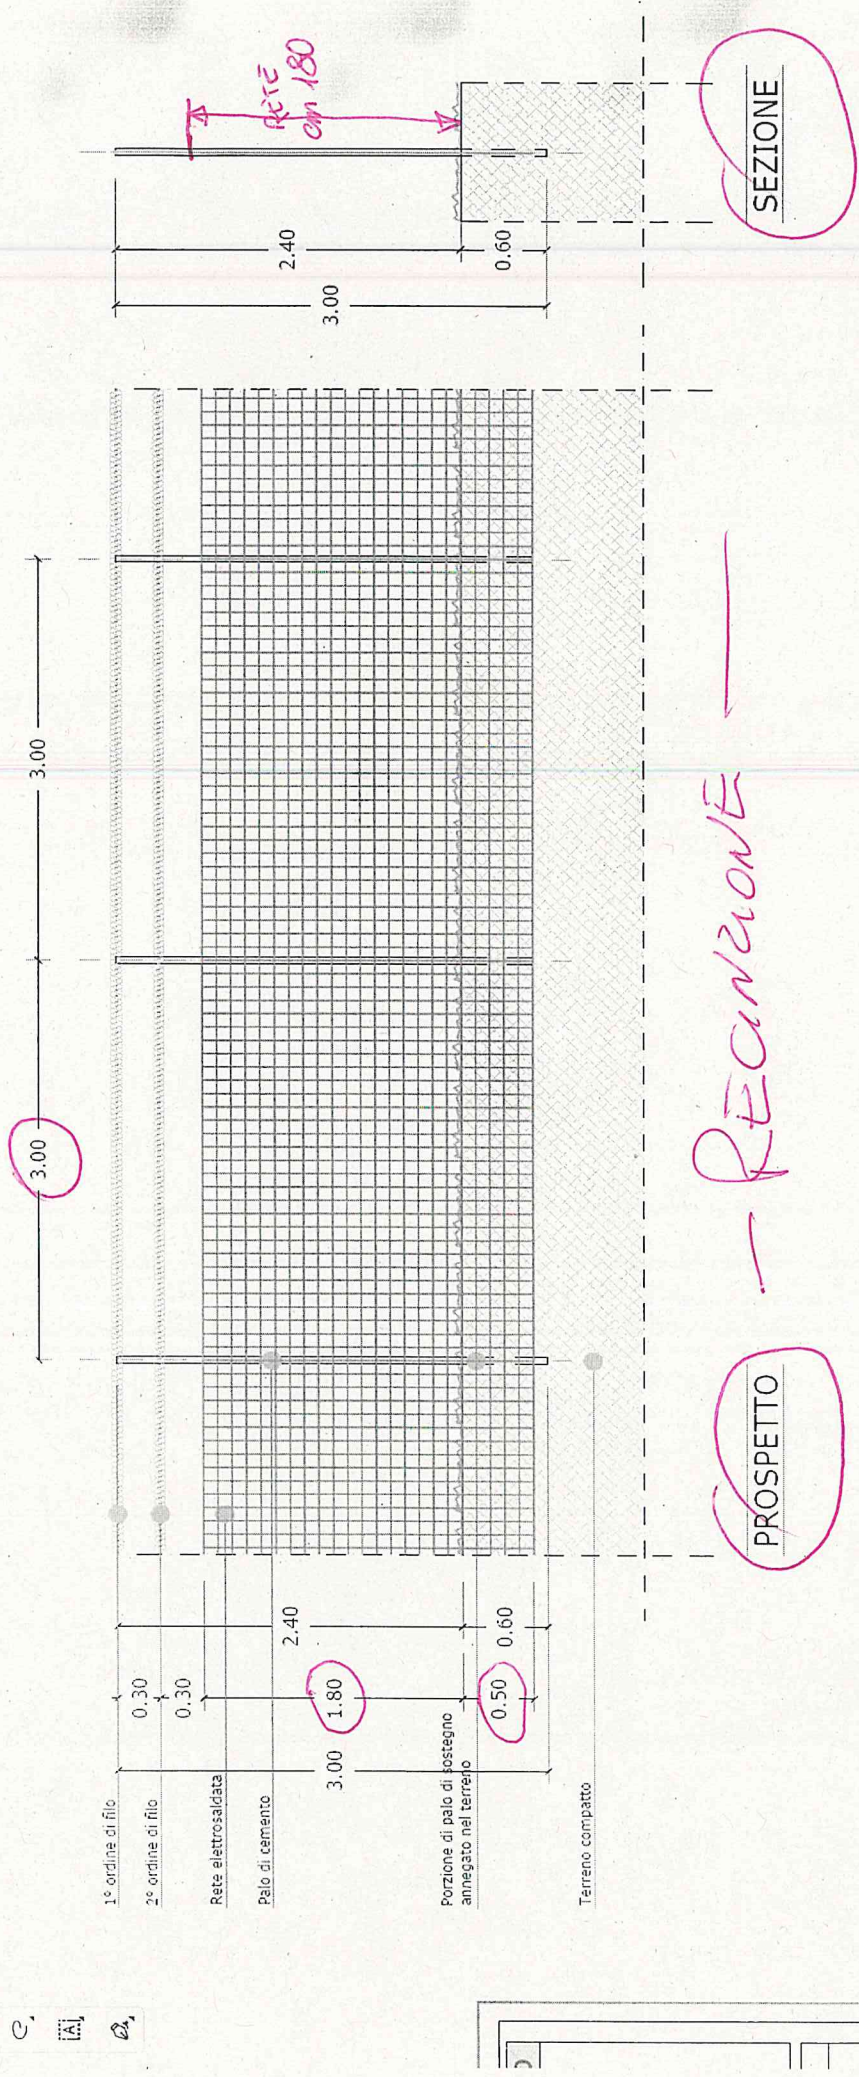 3.00
3.00
1º ordine di filo
2º ordine di filo
Rete elettrosaldata
Palo di cemento
Porzione di palo di sostegno
annegato nel terreno
Terreno compatto
0.30
0.30
1.80
0.50
2.40
0.60
3.00
RETE
cm 180
2.40
0.60
3.00
PROSPETTO
— RECINZIONE —
SEZIONE